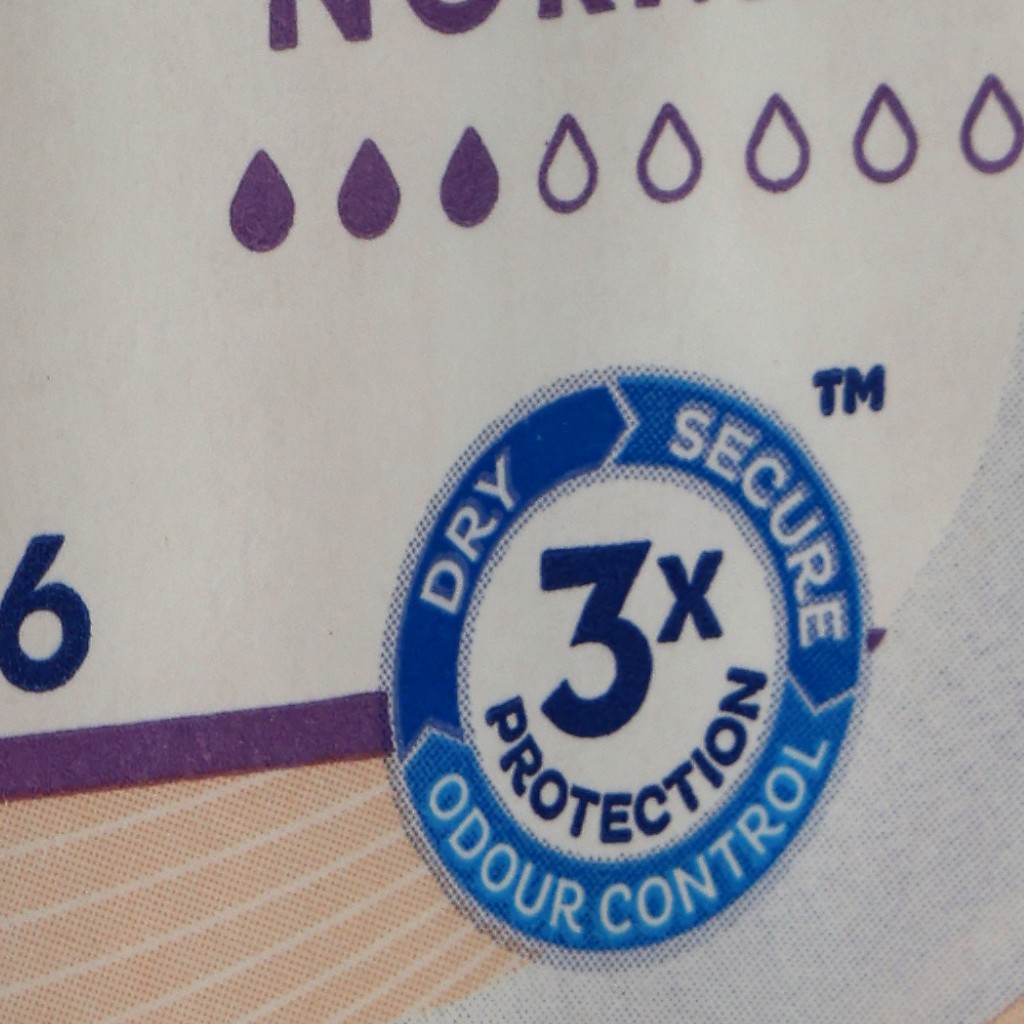 TM
DRY
SECURE
3X
PROTECTION
ODOUR CONTROL
6